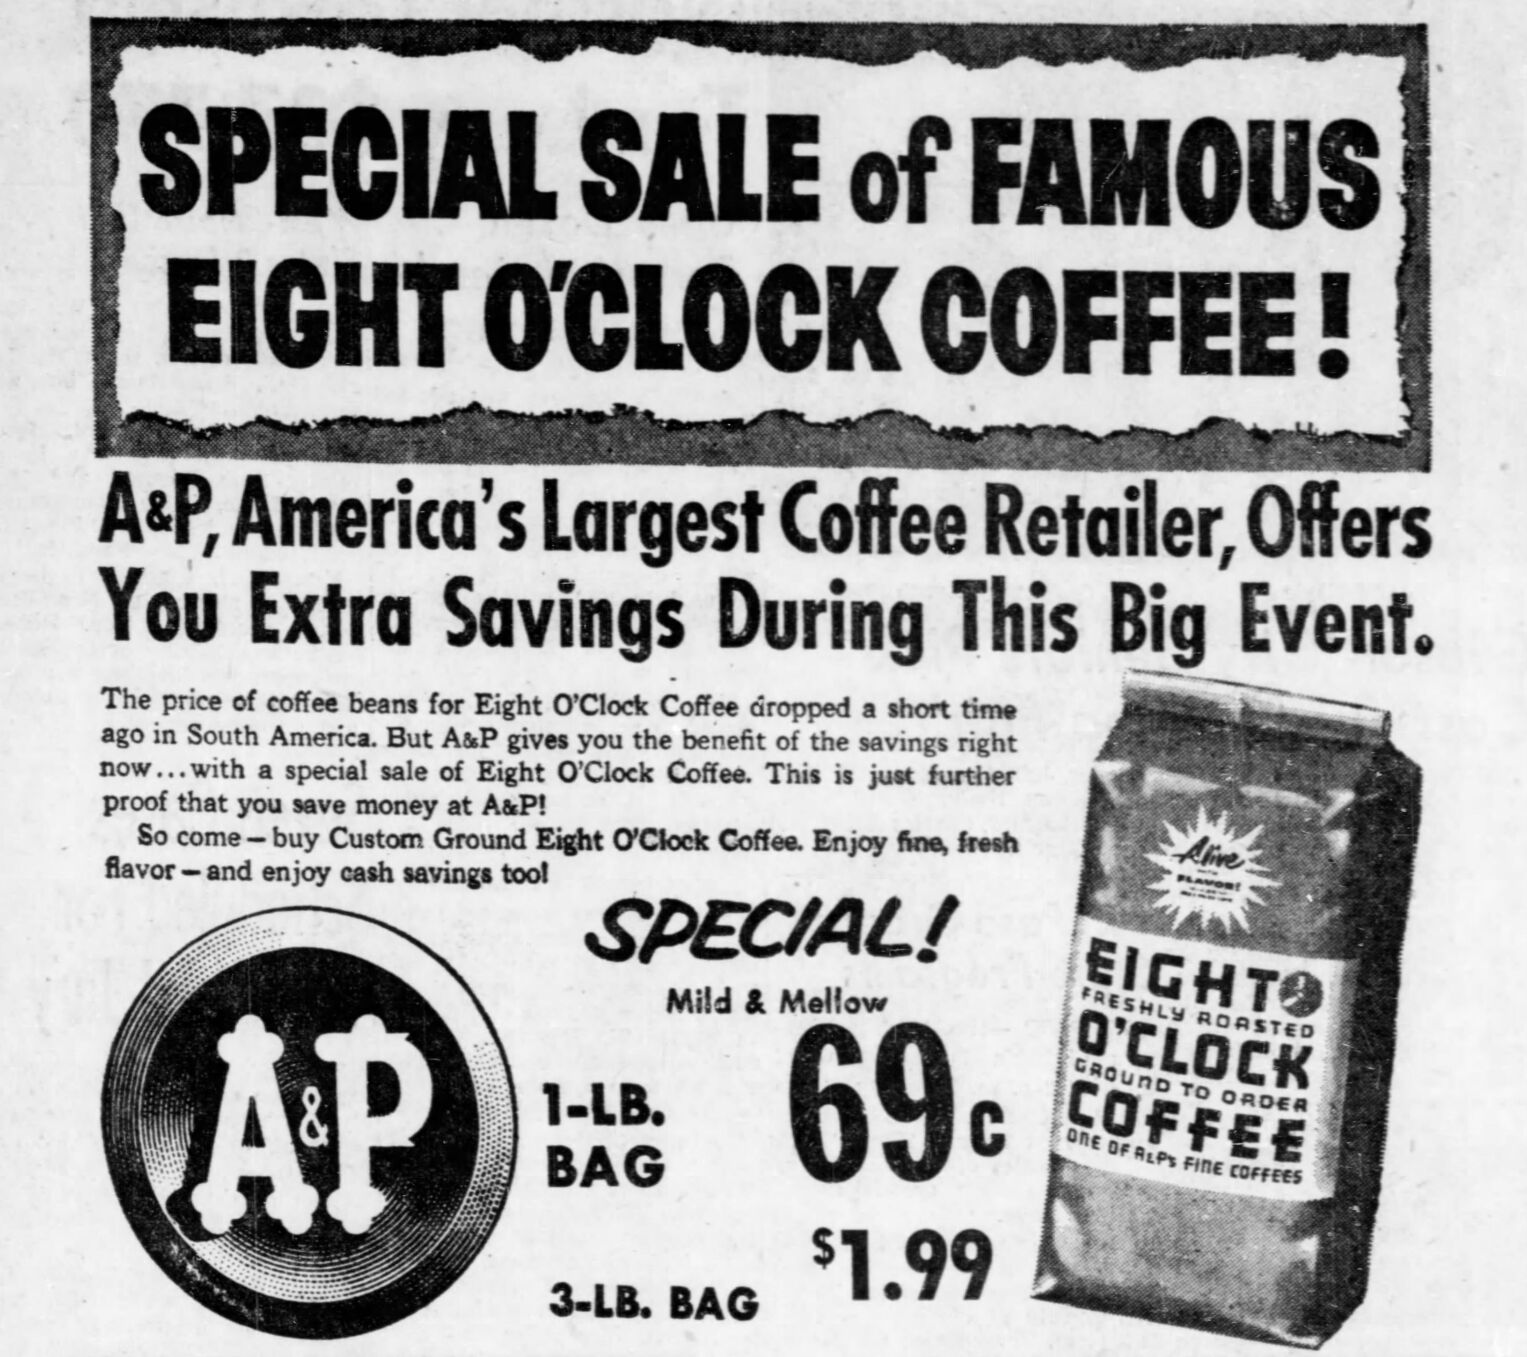 SPECIAL SALE of FAMOUS
EIGHT O'CLOCK COFFEE!
A&P, America's Largest Coffee Retailer, Offers
You Extra Savings During This Big Event.
The price of coffee beans for Eight O'Clock Coffee dropped a short time
ago in South America. But A&P gives you the benefit of the savings right
now...with a special sale of Eight O'Clock Coffee. This is just further
proof that you save money at A&P!
So come—buy Custom Ground Eight O'Clock Coffee. Enjoy fine, fresh
flavor—and enjoy cash savings too!
A&P
SPECIAL!
Mild & Mellow
1-LB.
BAG
69c
3-LB. BAG
$1.99
Alive
WITH
FLAVOR!
EIGHT
FRESHLY ROASTED
O'CLOCK
GROUND TO ORDER
COFFEE
ONE OF A&P's FINE COFFEES